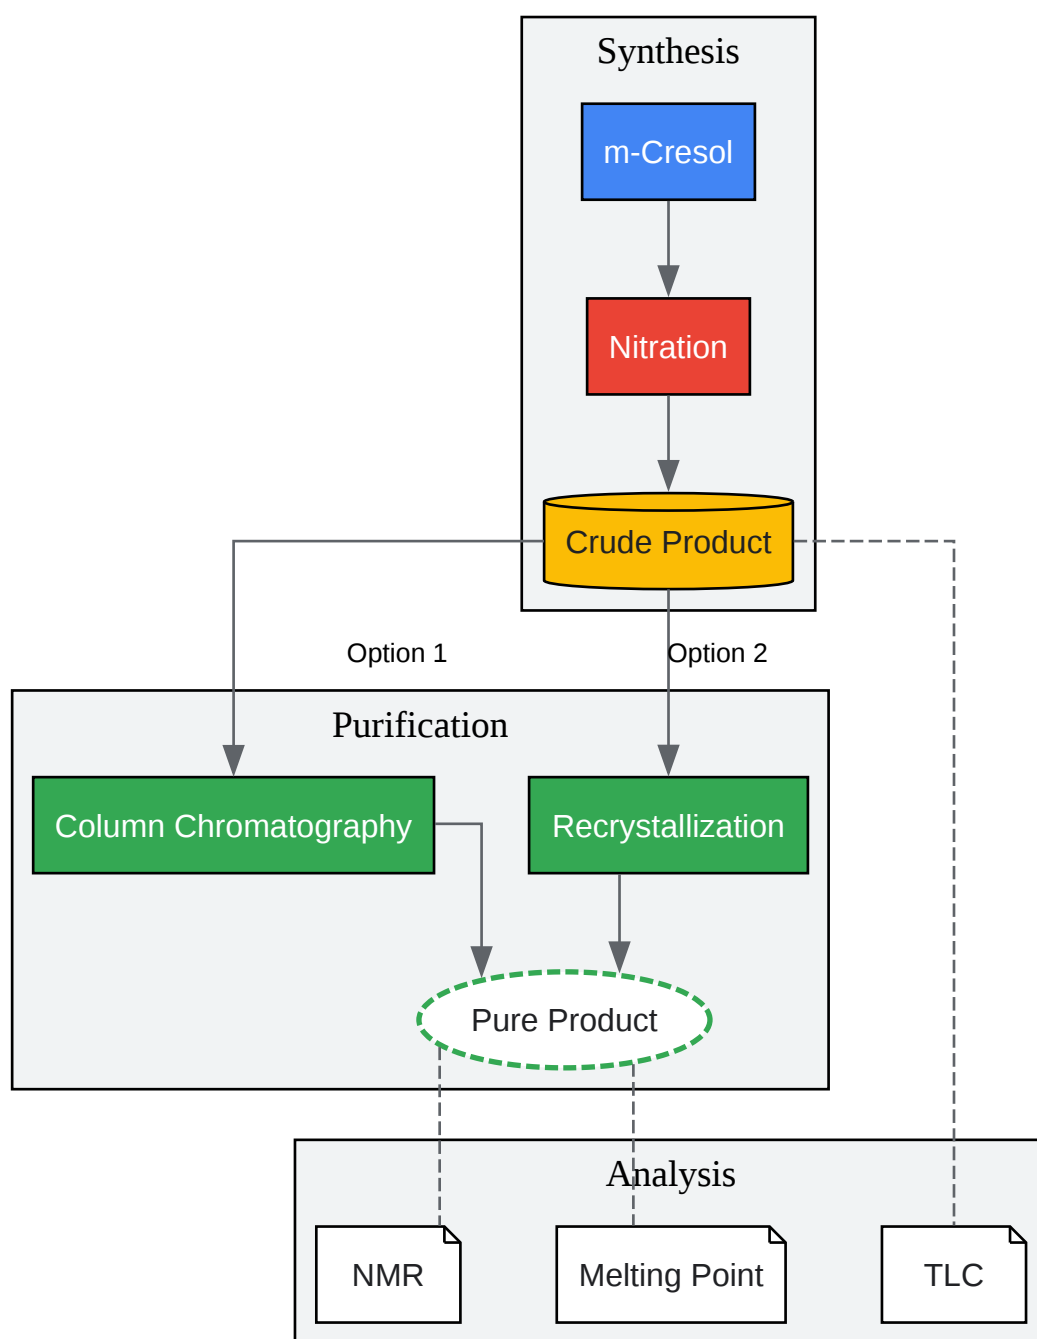 Synthesis
m-Cresol
Nitration
Crude Product
Option 1
Option 2
Purification
Column Chromatography
Recrystallization
Pure Product
Analysis
NMR
Melting Point
TLC